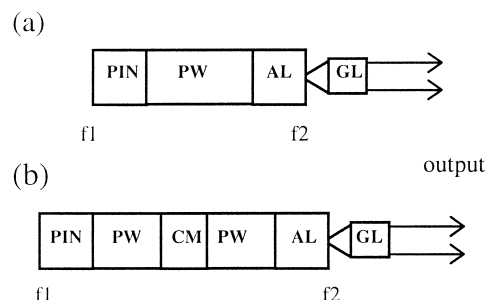 (a)
PIN PW AL GL
f1 f2
output
(b)
PIN PW CM PW AL GL
f1 f2